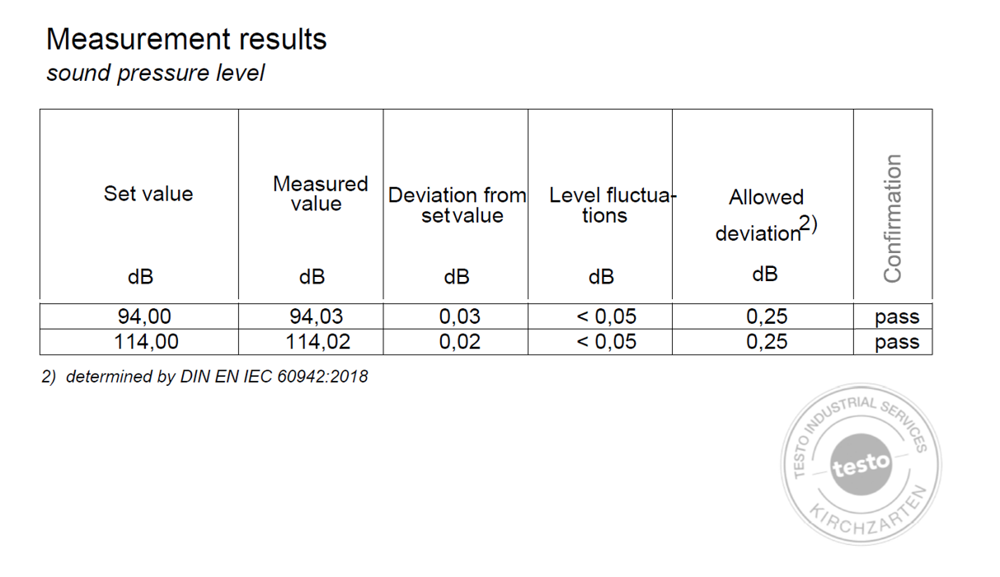 Measurement results
sound pressure level
Set value
dB
Measured
value
dB
Deviation from
set value
dB
Level fluctua-
tions
dB
Allowed
deviation2)
dB
Confirmation
94,00 94,03 0,03 < 0,05 0,25 pass
114,00 114,02 0,02 < 0,05 0,25 pass
2) determined by DIN EN IEC 60942:2018
TESTO INDUSTRIAL SERVICES
testo
KIRCHZARTEN